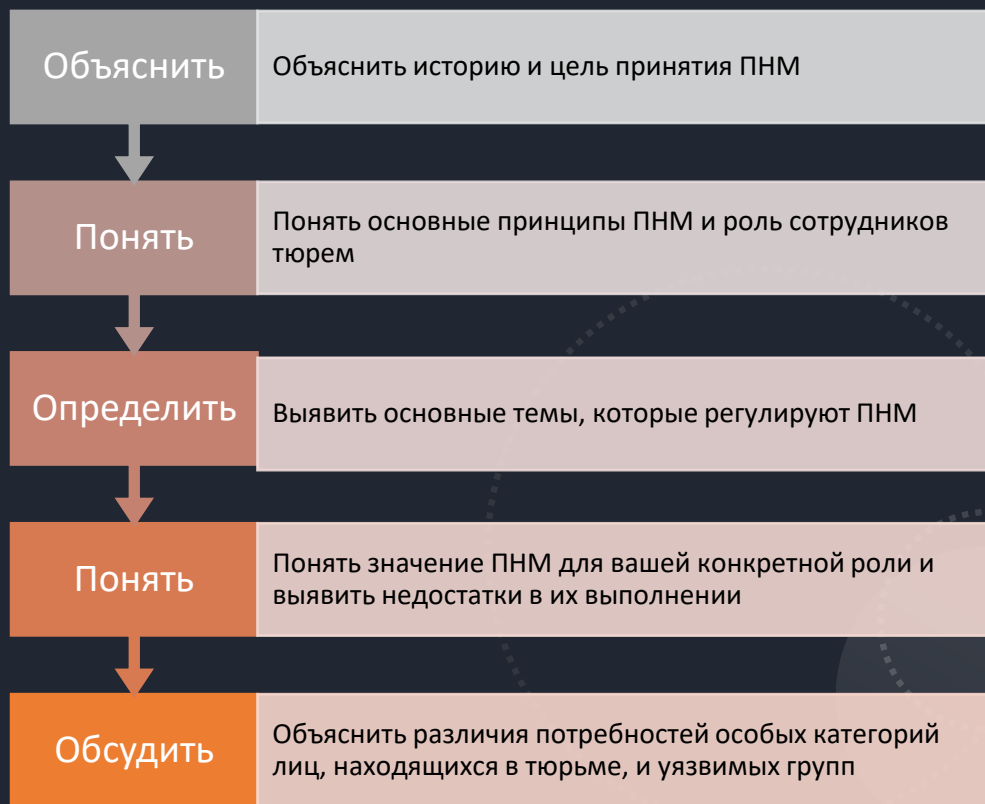 Объяснить
Объяснить историю и цель принятия ПНМ
Понять
Понять основные принципы ПНМ и роль сотрудников
тюрем
Определить
Выявить основные темы, которые регулируют ПНМ
Понять
Понять значение ПНМ для вашей конкретной роли и
выявить недостатки в их выполнении
Обсудить
Объяснить различия потребностей особых категорий
лиц, находящихся в тюрьме, и уязвимых групп